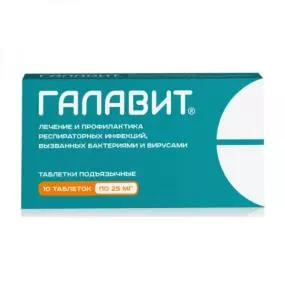 ГАЛАВИТ®
ЛЕЧЕНИЕ И ПРОФИЛАКТИКА
РЕСПИРАТОРНЫХ ИНФЕКЦИЙ,
ВЫЗВАННЫХ БАКТЕРИЯМИ И ВИРУСАМИ
ТАБЛЕТКИ ПОДЪЯЗЫЧНЫЕ
10 ТАБЛЕТОК ПО 25 МГ